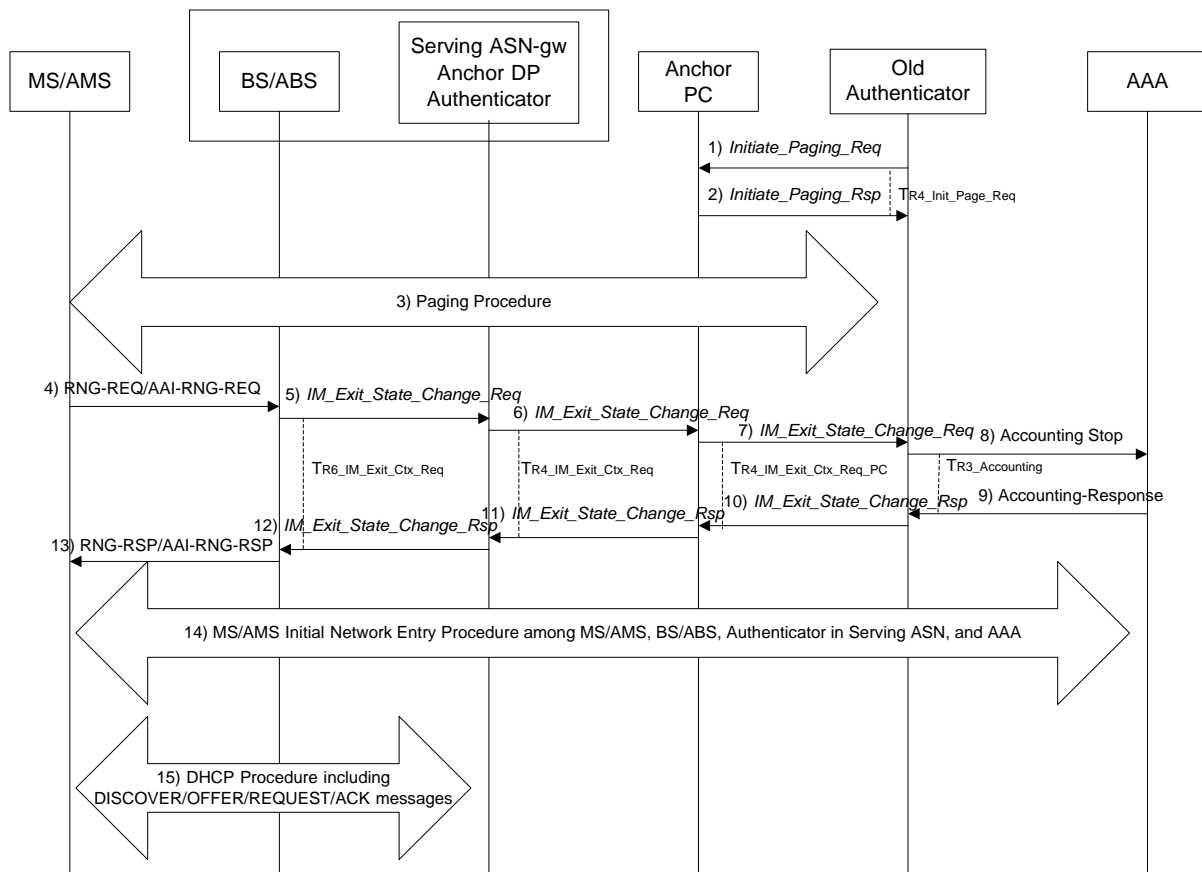 MS/AMS
BS/ABS
Serving ASN-gw
Anchor DP
Authenticator
Anchor
PC
Old
Authenticator
AAA
1) Initiate_Paging_Req
2) Initiate_Paging_Rsp
TR4_Init_Page_Req
3) Paging Procedure
4) RNG-REQ/AAI-RNG-REQ
5) IM_Exit_State_Change_Req
6) IM_Exit_State_Change_Req
7) IM_Exit_State_Change_Req
8) Accounting Stop
TR6_IM_Exit_Ctx_Req
TR4_IM_Exit_Ctx_Req
TR4_IM_Exit_Ctx_Req_PC
TR3_Accounting
9) Accounting-Response
10) IM_Exit_State_Change_Rsp
11) IM_Exit_State_Change_Rsp
12) IM_Exit_State_Change_Rsp
13) RNG-RSP/AAI-RNG-RSP
14) MS/AMS Initial Network Entry Procedure among MS/AMS, BS/ABS, Authenticator in Serving ASN, and AAA
15) DHCP Procedure including
DISCOVER/OFFER/REQUEST/ACK messages